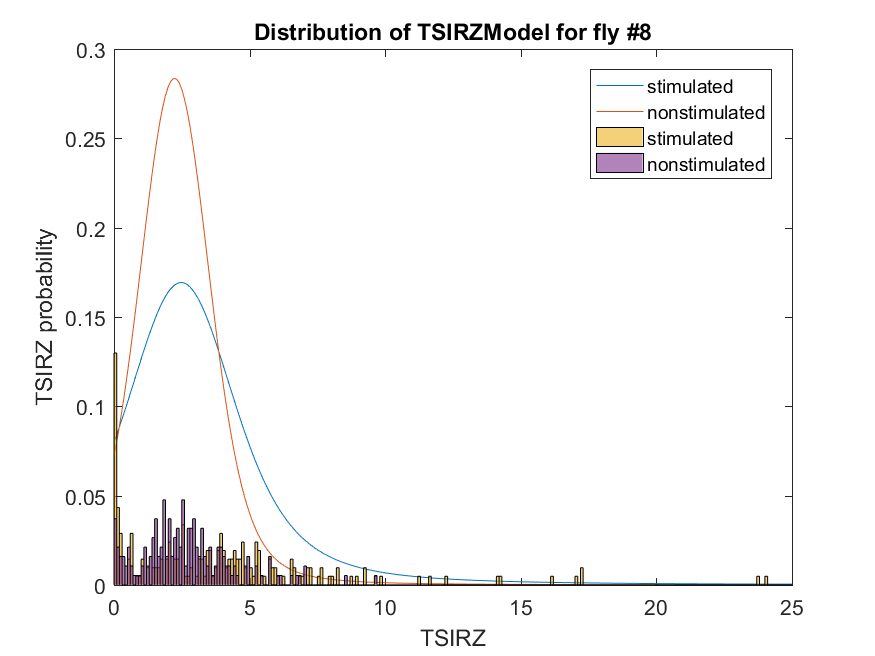 Distribution of TSIRZModel for fly #8
0.3
0.25
0.2
0.15
0.1
0.05
0
TSIRZ probability
stimulated
nonstimulated
stimulated
nonstimulated
0 5 10 15 20 25
TSIRZ